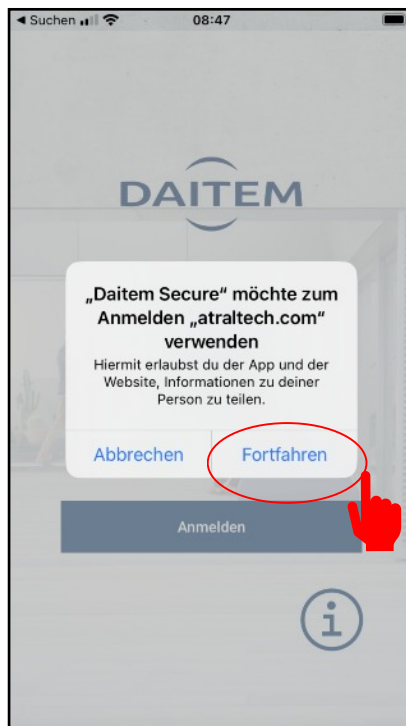 ◀ Suchen 08:47
DAITEM
„Daitem Secure“ möchte zum
Anmelden „atraltech.com“
verwenden
Hiermit erlaubst du der App und der
Website, Informationen zu deiner
Person zu teilen.
Abbrechen Fortfahren
Anmelden
i